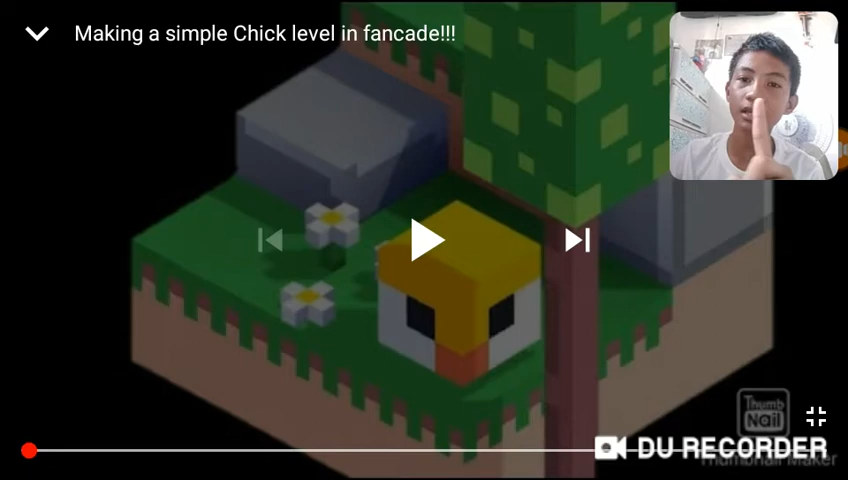 Making a simple Chick level in fancade!!!
Thumb
Nail
DU RECORDER
Thumbnail Maker